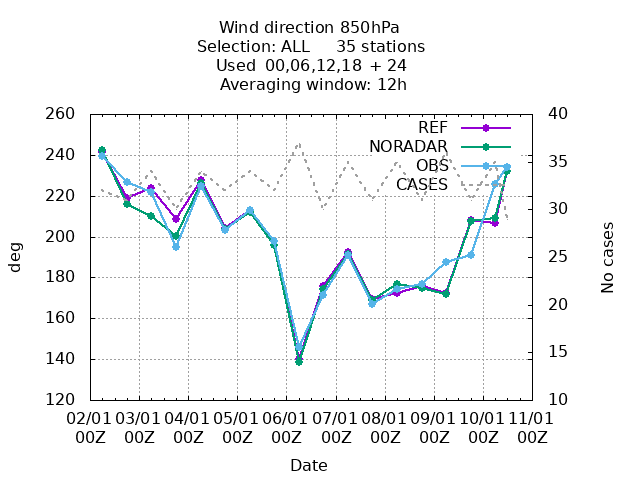 Wind direction 850hPa
Selection: ALL 35 stations
Used 00,06,12,18 + 24
Averaging window: 12h
260
240
220
200
180
160
140
120
deg
40
35
30
25
20
15
10
No cases
REF
NORADAR
OBS
CASES
02/01 03/01 04/01 05/01 06/01 07/01 08/01 09/01 10/01 11/01
00Z 00Z 00Z 00Z 00Z 00Z 00Z 00Z 00Z 00Z
Date